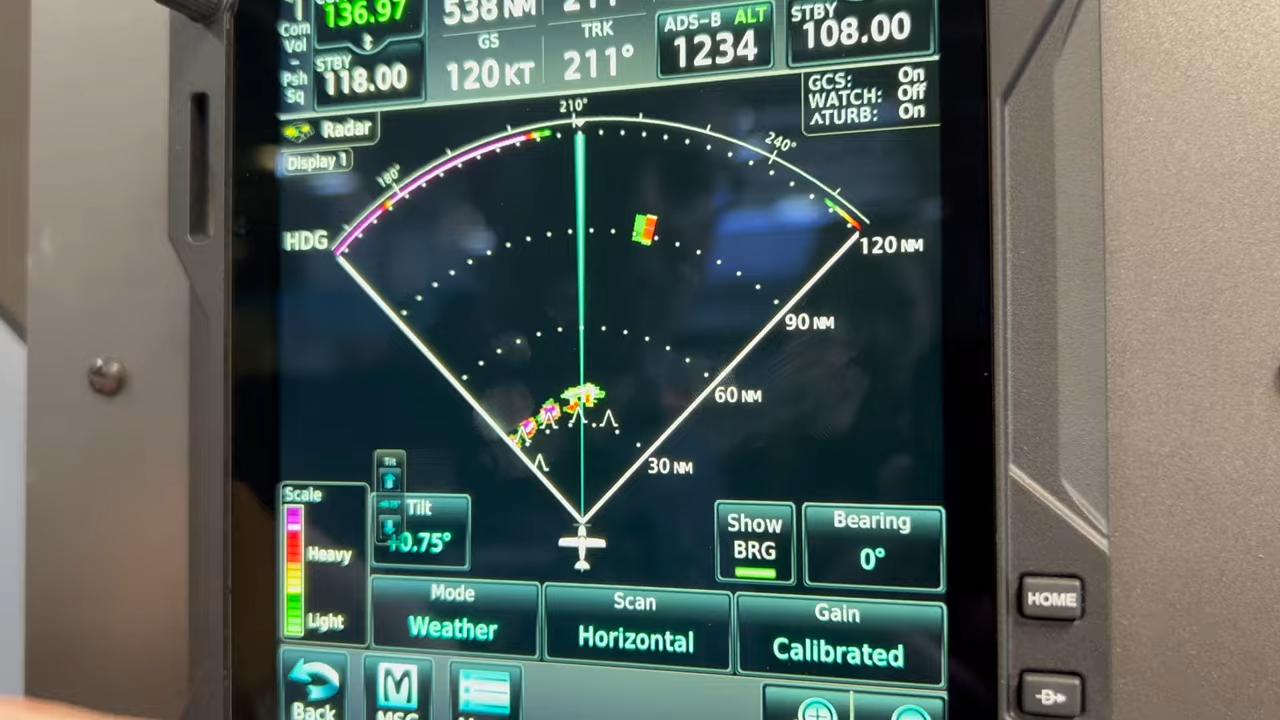 136.97
538 NM
ADS-B ALT
1234
STBY
108.00
Com
Vol
Psh
Sq
STBY
118.00
GS
120 KT
TRK
211°
GCS: On
WATCH: Off
TURB: On
Radar
Display 1
HDG
180°
210°
240°
120 NM
90 NM
60 NM
30 NM
Scale
Heavy
Light
Tilt
Tilt
+0.75°
Show
BRG
Bearing
0°
Mode
Weather
Scan
Horizontal
Gain
Calibrated
Back
MSG
HOME
D